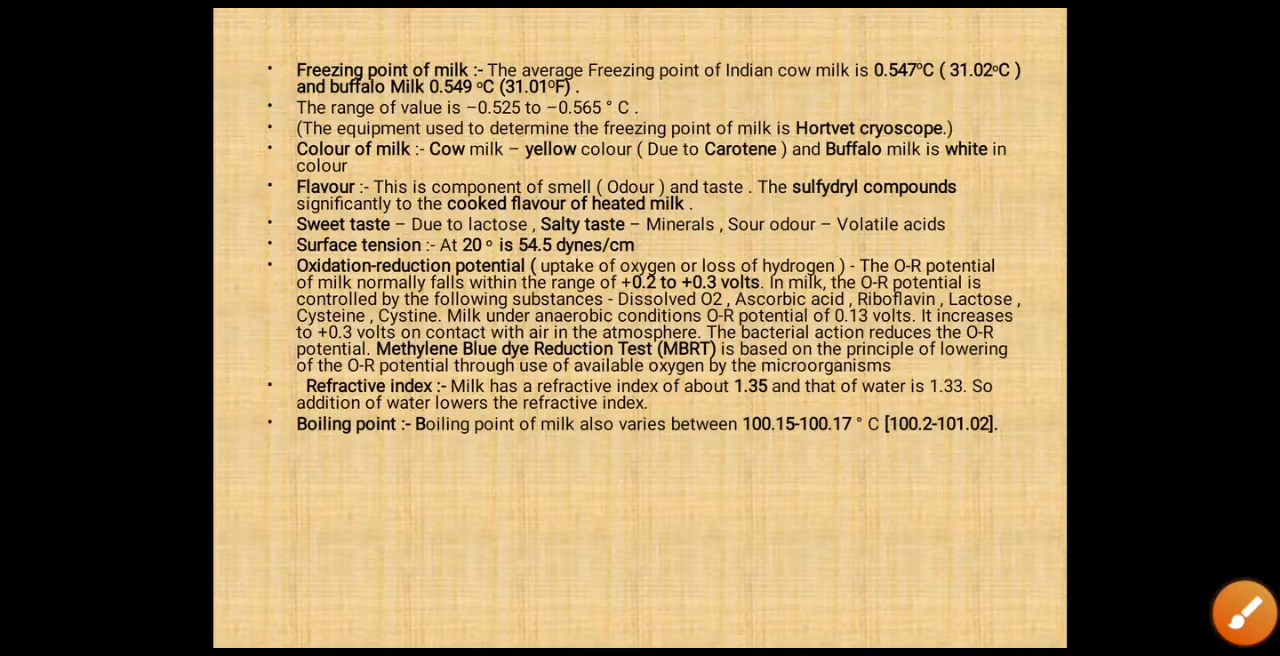 • Freezing point of milk :- The average Freezing point of Indian cow milk is 0.547°C ( 31.02°C )
and buffalo Milk 0.549 °C (31.01°F) .
• The range of value is −0.525 to −0.565 ° C .
• (The equipment used to determine the freezing point of milk is Hortvet cryoscope.)
• Colour of milk :- Cow milk – yellow colour ( Due to Carotene ) and Buffalo milk is white in
colour
• Flavour :- This is component of smell ( Odour ) and taste . The sulfydryl compounds
significantly to the cooked flavour of heated milk .
• Sweet taste – Due to lactose , Salty taste – Minerals , Sour odour – Volatile acids
• Surface tension :- At 20 ° is 54.5 dynes/cm
• Oxidation-reduction potential ( uptake of oxygen or loss of hydrogen ) - The O-R potential
of milk normally falls within the range of +0.2 to +0.3 volts. In milk, the O-R potential is
controlled by the following substances - Dissolved O2 , Ascorbic acid , Riboflavin , Lactose ,
Cysteine , Cystine. Milk under anaerobic conditions O-R potential of 0.13 volts. It increases
to +0.3 volts on contact with air in the atmosphere. The bacterial action reduces the O-R
potential. Methylene Blue dye Reduction Test (MBRT) is based on the principle of lowering
of the O-R potential through use of available oxygen by the microorganisms
• Refractive index :- Milk has a refractive index of about 1.35 and that of water is 1.33. So
addition of water lowers the refractive index.
• Boiling point :- Boiling point of milk also varies between 100.15-100.17 ° C [100.2-101.02].